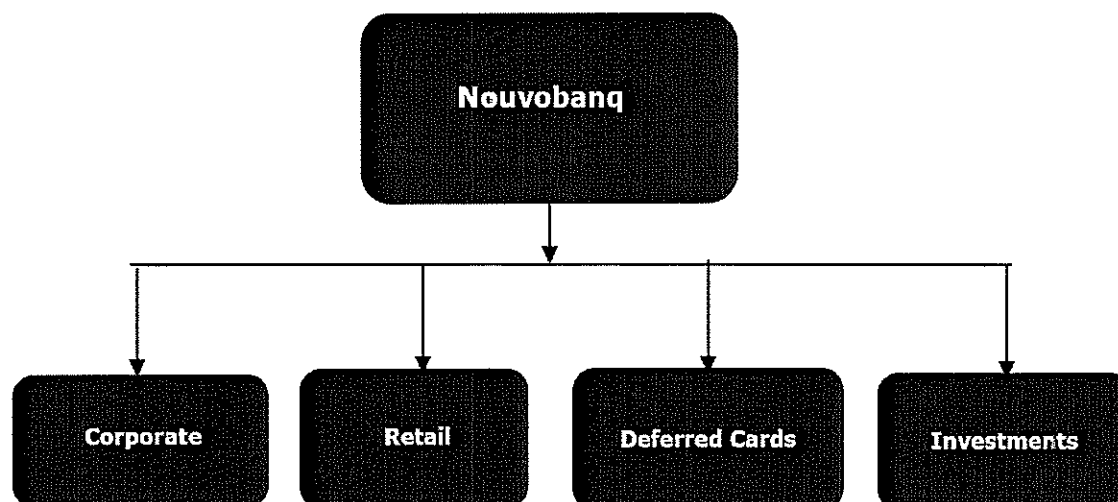 Nouvobanq
Corporate
Retail
Deferred Cards
Investments